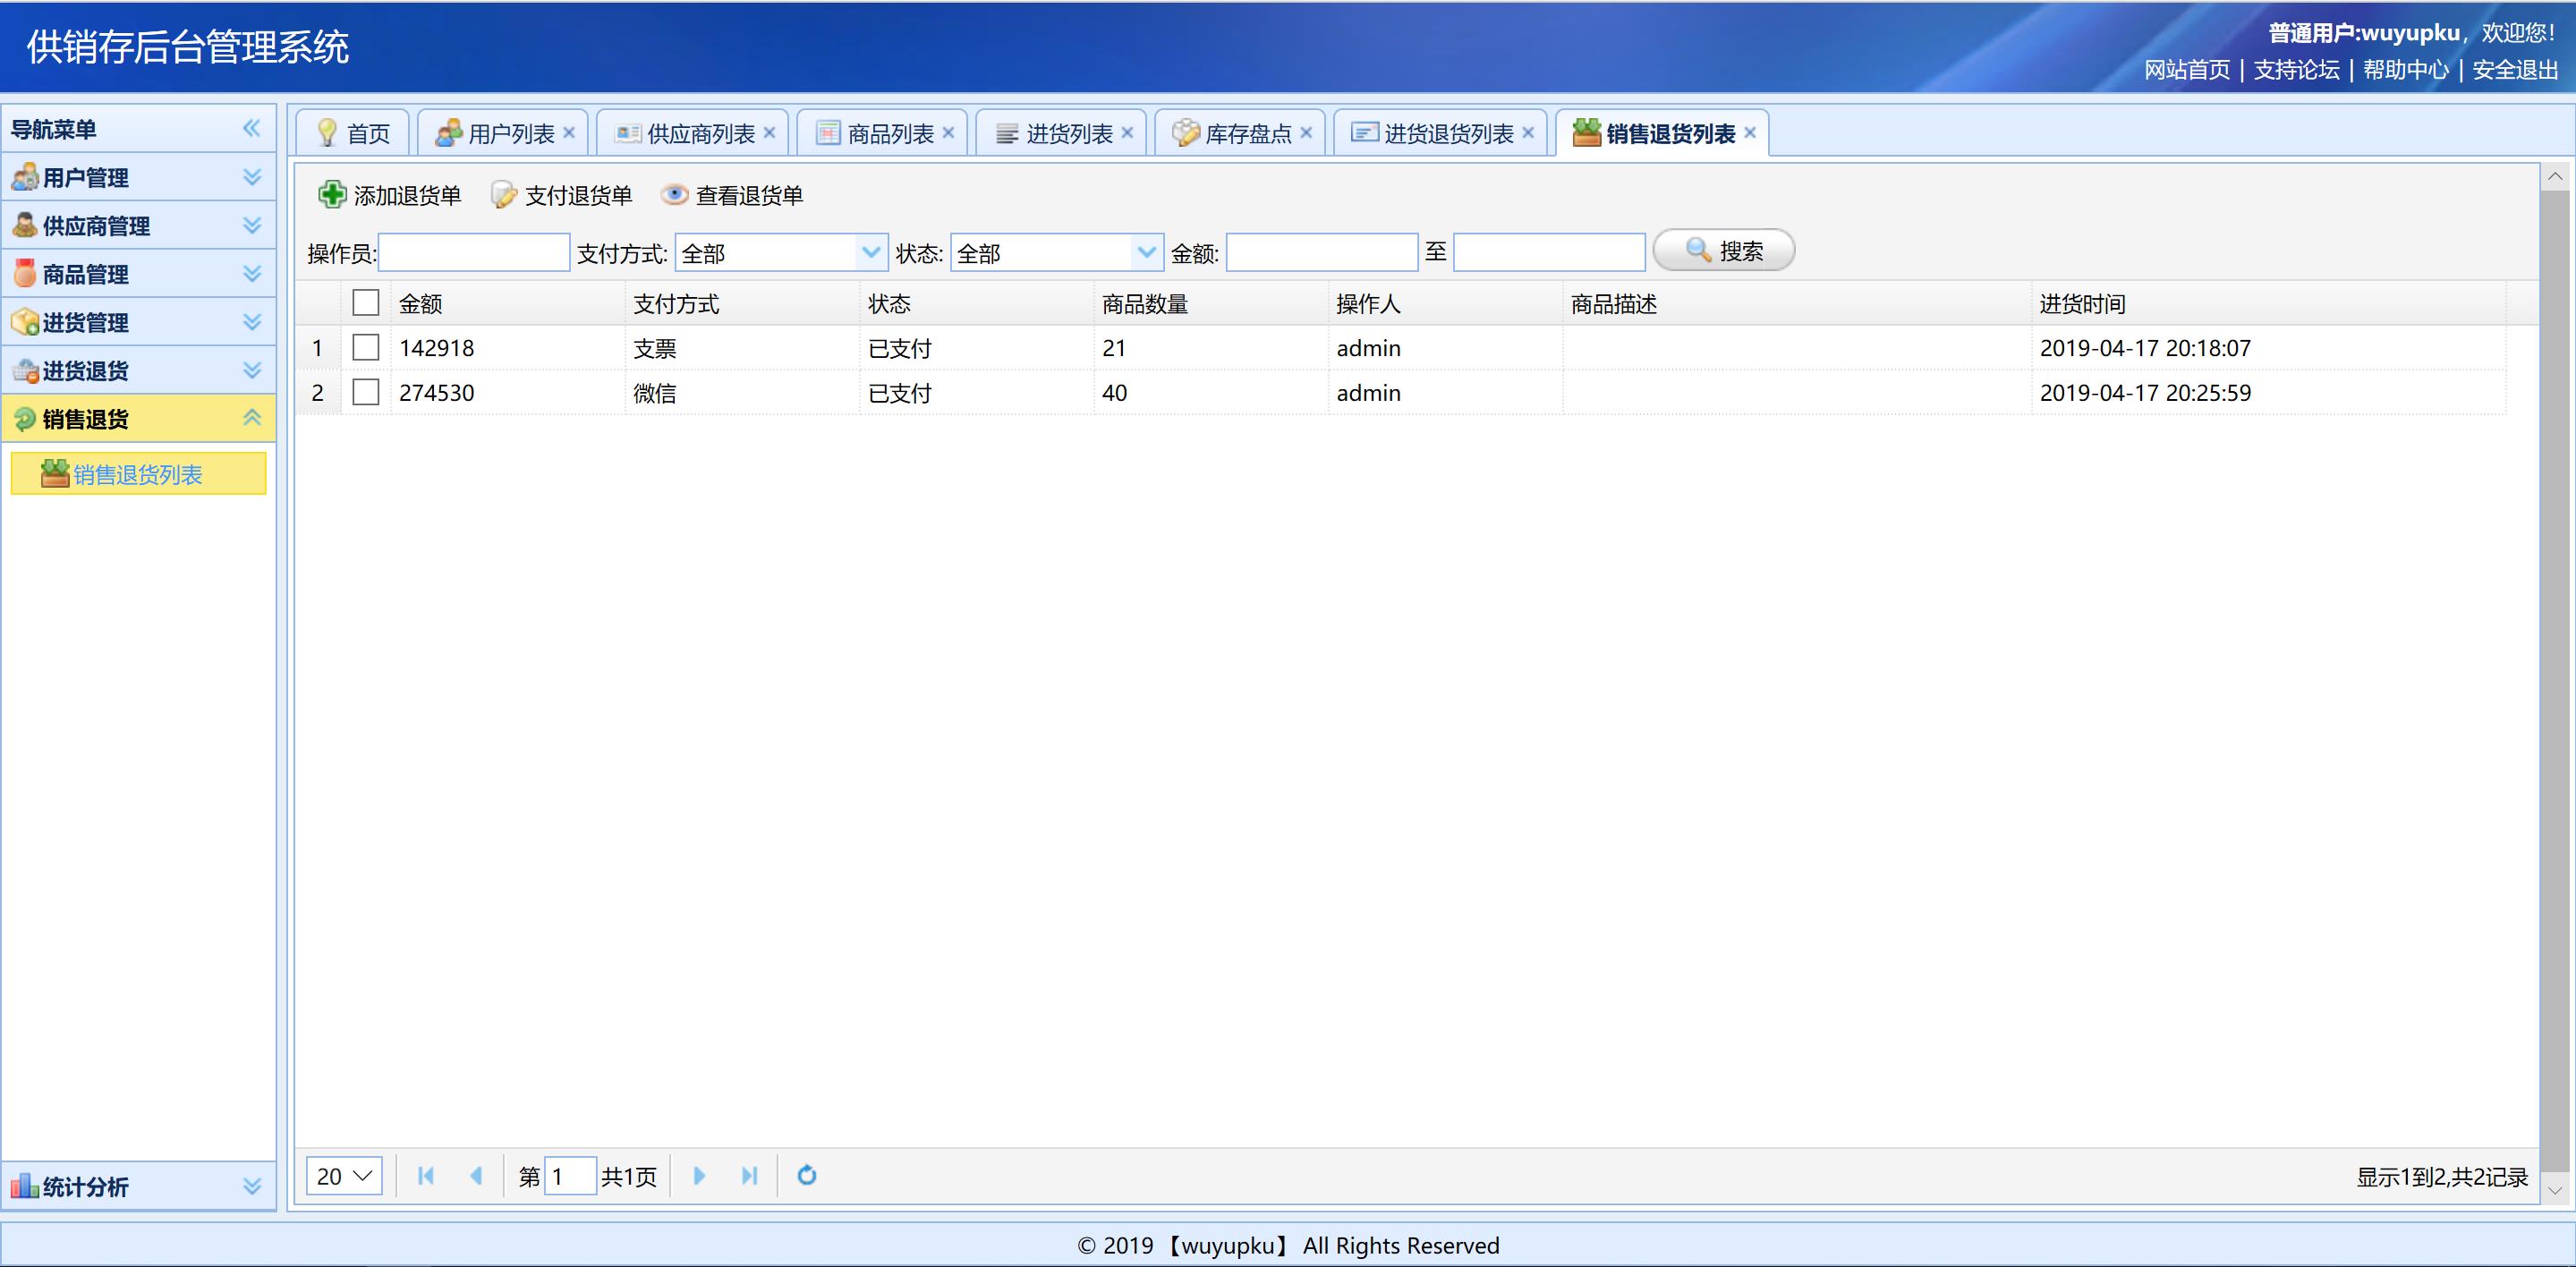 供销存后台管理系统
普通用户:wuyupku，欢迎您！
网站首页 | 支持论坛 | 帮助中心 | 安全退出
导航菜单
用户管理
供应商管理
商品管理
进货管理
进货退货
销售退货
销售退货列表
统计分析
首页 用户列表 供应商列表 商品列表 进货列表 库存盘点 进货退货列表 销售退货列表
添加退货单 支付退货单 查看退货单
操作员: 支付方式: 全部 状态: 全部 金额: 至 搜索
金额 支付方式 状态 商品数量 操作人 商品描述 进货时间
1 142918 支票 已支付 21 admin 2019-04-17 20:18:07
2 274530 微信 已支付 40 admin 2019-04-17 20:25:59
20 第 1 共1页 显示1到2,共2记录
© 2019 【wuyupku】 All Rights Reserved